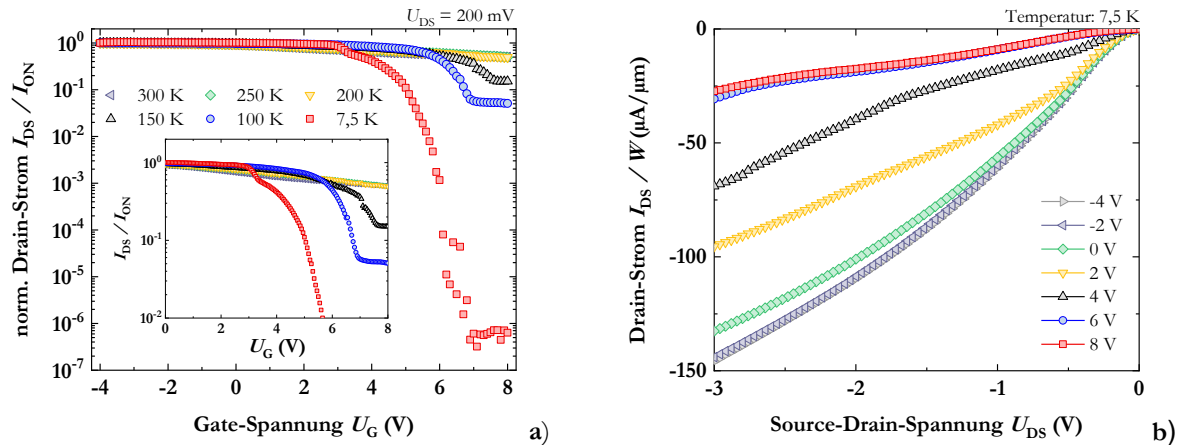 U_DS = 200 mV
norm. Drain-Strom I_DS / I_ON
10^1
10^0
10^-1
10^-2
10^-3
10^-4
10^-5
10^-6
10^-7
300 K 250 K 200 K
150 K 100 K 7,5 K
I_DS / I_ON
10^0
10^-1
10^-2
0 2 4 6 8
U_G (V)
-4 -2 0 2 4 6 8
Gate-Spannung U_G (V)
a)
Temperatur: 7,5 K
Drain-Strom I_DS / W (µA/µm)
0
-50
-100
-150
-4 V
-2 V
0 V
2 V
4 V
6 V
8 V
-3 -2 -1 0
Source-Drain-Spannung U_DS (V)
b)